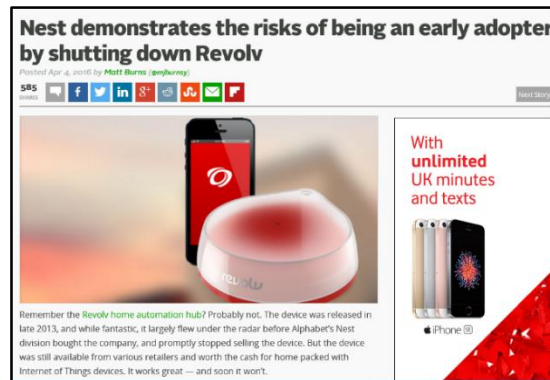 Nest demonstrates the risks of being an early adopter
by shutting down Revolv
Posted Apr 4, 2016 by Matt Burns (@mjburnsy)
585
SHARES
Next Story
revolv
With
unlimited
UK minutes
and texts
iPhone SE
Remember the Revolv home automation hub? Probably not. The device was released in
late 2013, and while fantastic, it largely flew under the radar before Alphabet's Nest
division bought the company, and promptly stopped selling the device. But the device
was still available from various retailers and worth the cash for home packed with
Internet of Things devices. It works great — and soon it won't.